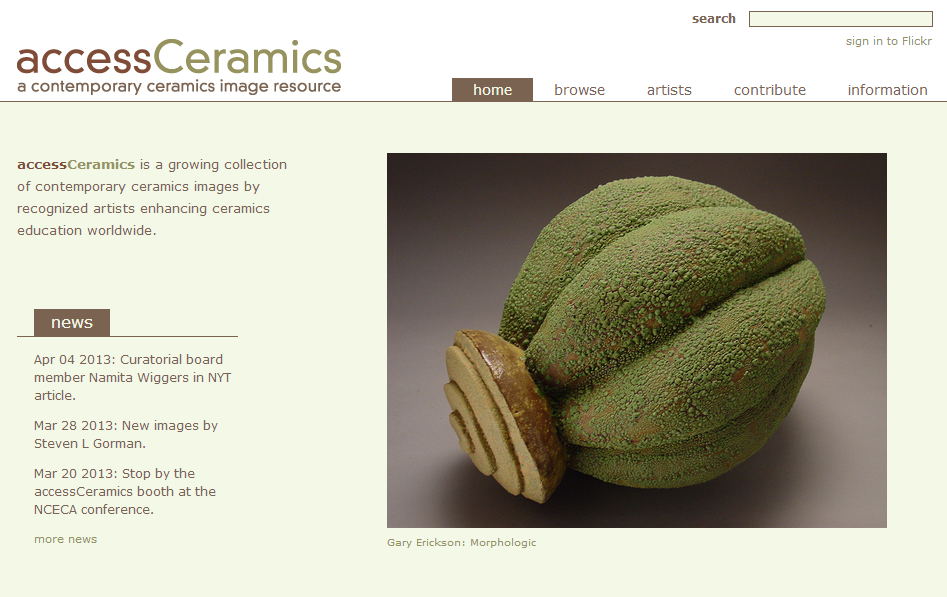 search
sign in to Flickr
accessCeramics
a contemporary ceramics image resource
home browse artists contribute information
accessCeramics is a growing collection
of contemporary ceramics images by
recognized artists enhancing ceramics
education worldwide.
news
Apr 04 2013: Curatorial board
member Namita Wiggers in NYT
article.
Mar 28 2013: New images by
Steven L Gorman.
Mar 20 2013: Stop by the
accessCeramics booth at the
NCECA conference.
more news
Gary Erickson: Morphologic